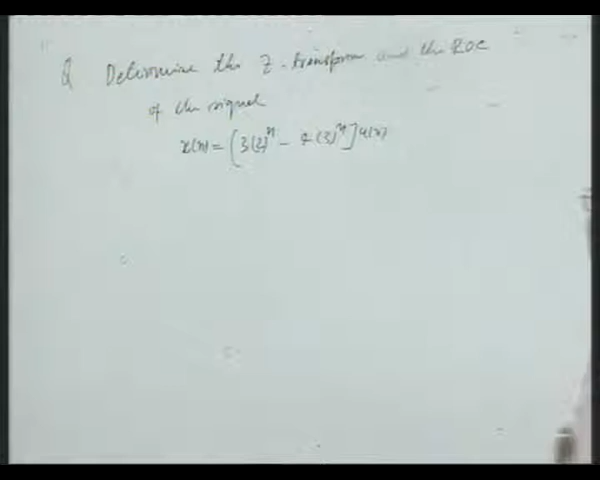 Q Determine the Z-transform and the ROC
of the signal
x(n) = [3(2)^n - 4(3)^n] u(n)